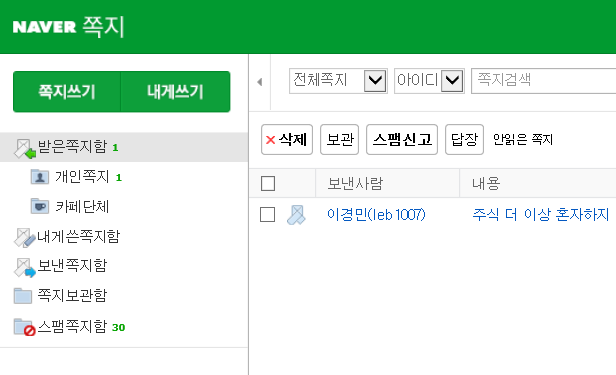 NAVER 쪽지
쪽지쓰기 내게쓰기
받은쪽지함 1
개인쪽지 1
카페단체
내게쓴쪽지함
보낸쪽지함
쪽지보관함
스팸쪽지함 30
전체쪽지 아이디 쪽지검색
삭제 보관 스팸신고 답장 안읽은 쪽지
보낸사람 내용
이경민(leb1007) 주식 더 이상 혼자하지